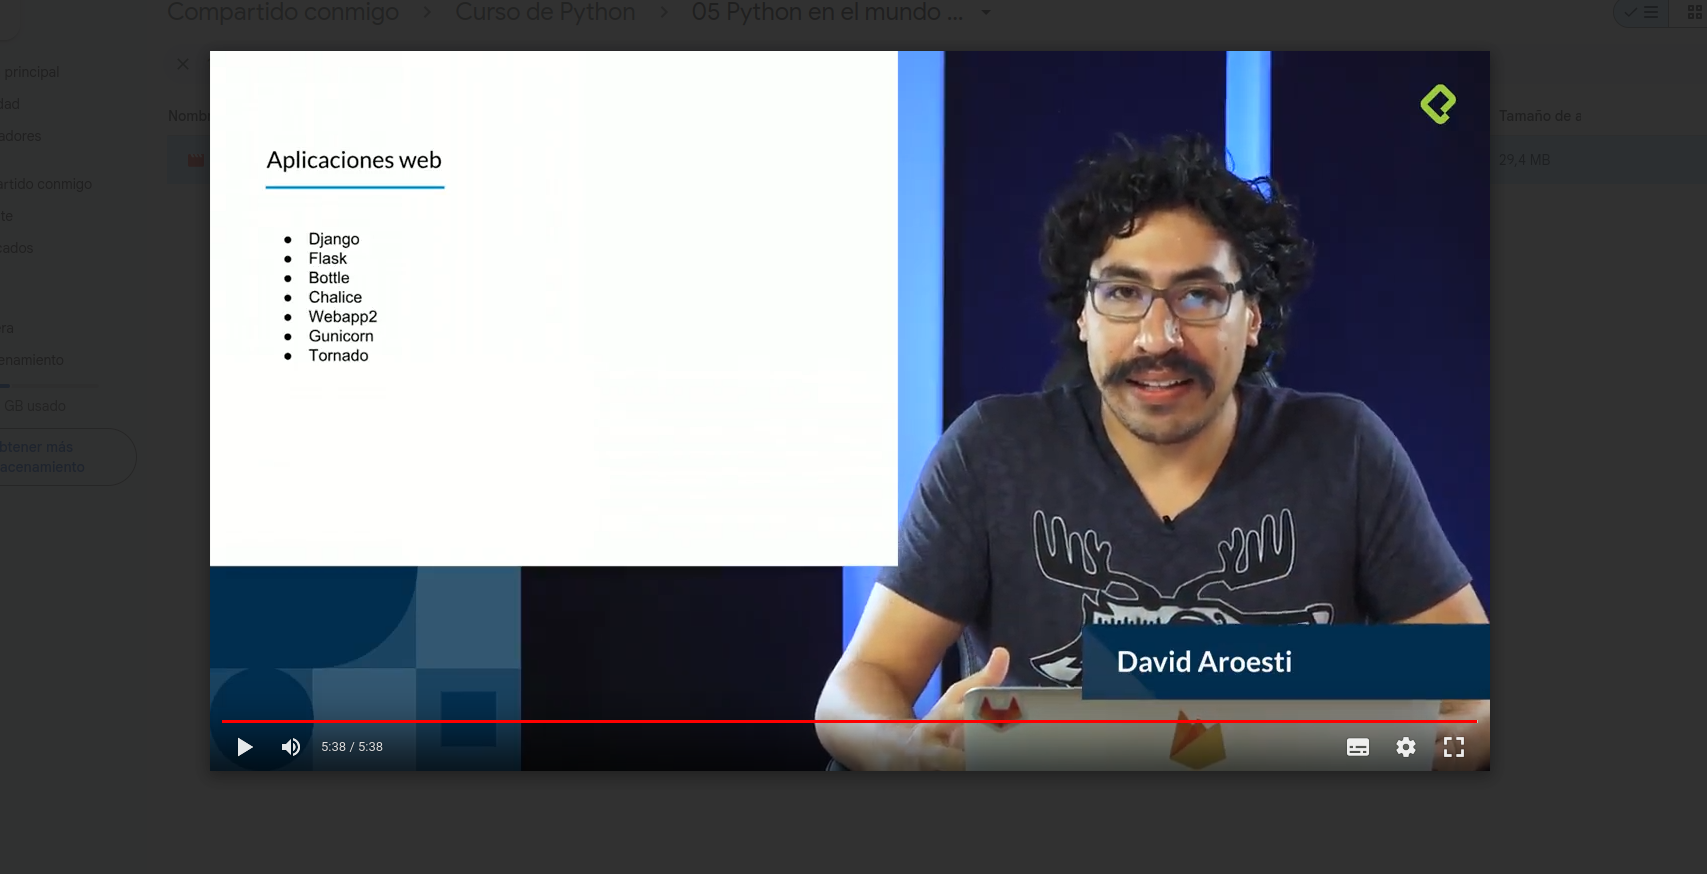 Compartido conmigo > Curso de Python > 05 Python en el mundo ...
principal
dad
adores
rtido conmigo
te
cados
ra
enamiento
GB usado
btener más
acenamiento
Nombr
Tamaño de a
29,4 MB
Aplicaciones web
● Django
● Flask
● Bottle
● Chalice
● Webapp2
● Gunicorn
● Tornado
David Aroesti
5:38 / 5:38